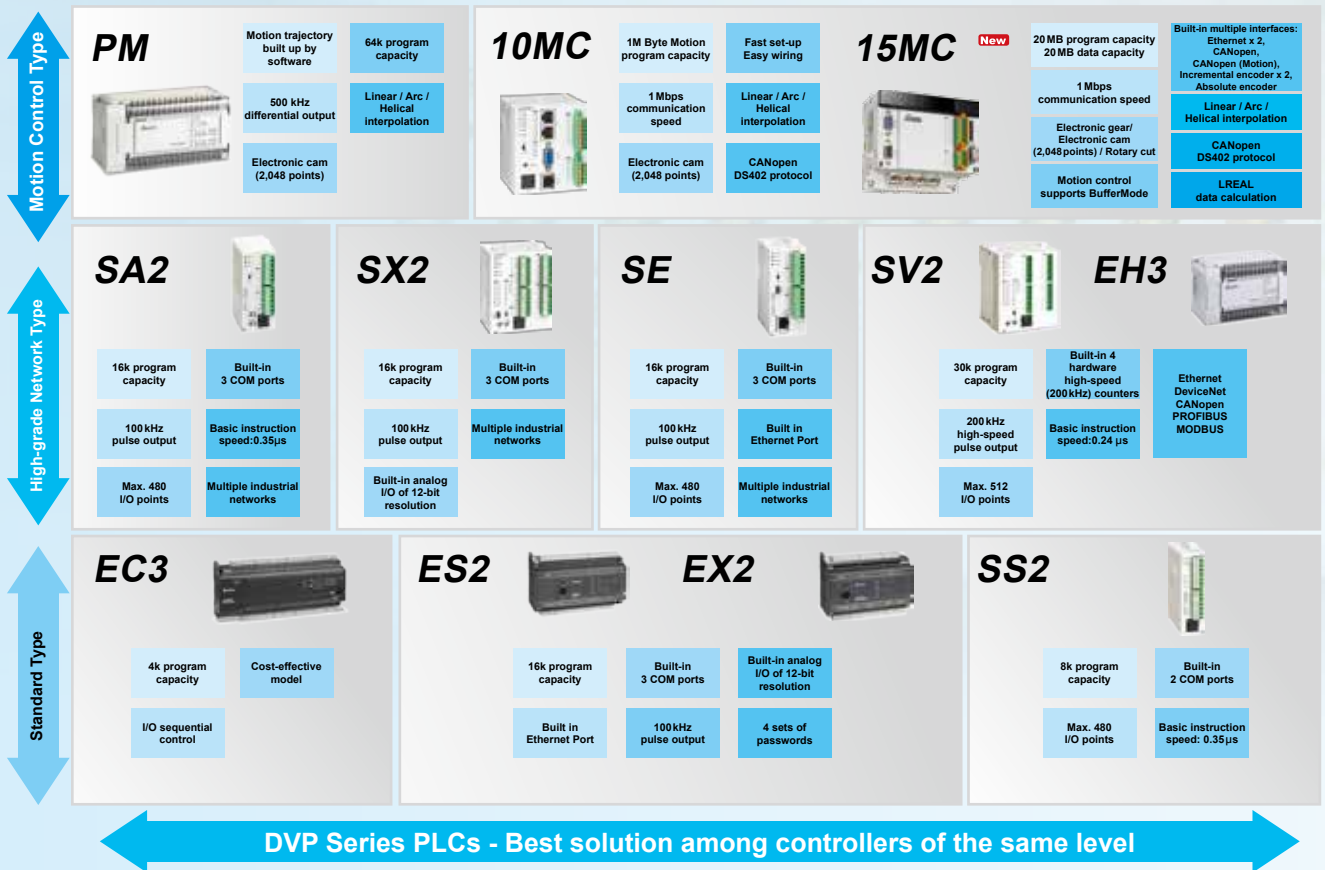 Motion Control Type
PM
Motion trajectory
built up by
software
64k program
capacity
500 kHz
differential output
Linear / Arc /
Helical
interpolation
Electronic cam
(2,048 points)
10MC
1M Byte Motion
program capacity
Fast set-up
Easy wiring
1 Mbps
communication
speed
Linear / Arc /
Helical
interpolation
Electronic cam
(2,048 points)
CANopen
DS402 protocol
15MC
New
20 MB program capacity
20 MB data capacity
Built-in multiple interfaces:
Ethernet x 2,
CANopen,
CANopen (Motion),
Incremental encoder x 2,
Absolute encoder
1 Mbps
communication speed
Linear / Arc /
Helical interpolation
Electronic gear/
Electronic cam
(2,048 points) / Rotary cut
CANopen
DS402 protocol
Motion control
supports BufferMode
LREAL
data calculation
High-grade Network Type
SA2
16k program
capacity
Built-in
3 COM ports
100 kHz
pulse output
Basic instruction
speed:0.35µs
Max. 480
I/O points
Multiple industrial
networks
SX2
16k program
capacity
Built-in
3 COM ports
100 kHz
pulse output
Multiple industrial
networks
Built-in analog
I/O of 12-bit
resolution
SE
16k program
capacity
Built-in
3 COM ports
100 kHz
pulse output
Built in
Ethernet Port
Max. 480
I/O points
Multiple industrial
networks
SV2
EH3
30k program
capacity
Built-in 4
hardware
high-speed
(200 kHz) counters
Ethernet
DeviceNet
CANopen
PROFIBUS
MODBUS
200 kHz
high-speed
pulse output
Basic instruction
speed:0.24 µs
Max. 512
I/O points
Standard Type
EC3
4k program
capacity
Cost-effective
model
I/O sequential
control
ES2
EX2
16k program
capacity
Built-in
3 COM ports
Built-in analog
I/O of 12-bit
resolution
Built in
Ethernet Port
100 kHz
pulse output
4 sets of
passwords
SS2
8k program
capacity
Built-in
2 COM ports
Max. 480
I/O points
Basic instruction
speed: 0.35µs
DVP Series PLCs - Best solution among controllers of the same level